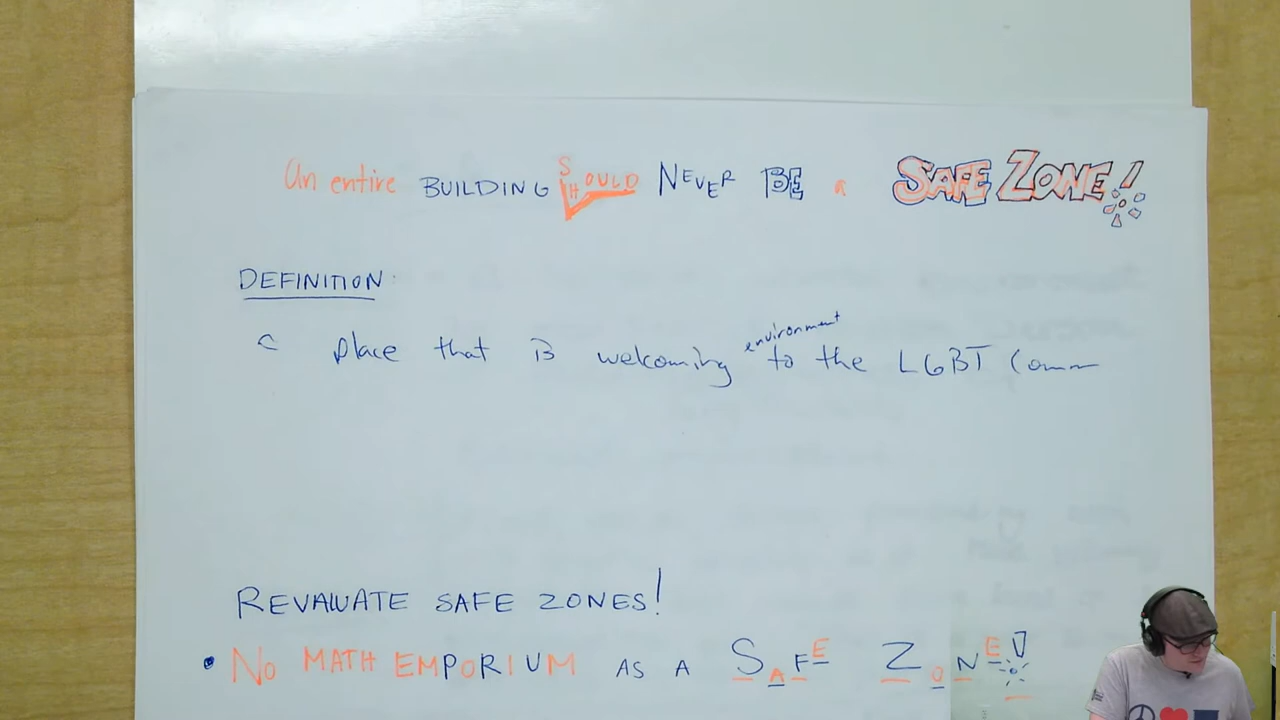 An entire BUILDING SHOULD NEVER BE a SAFE ZONE!
DEFINITION:
place that is welcoming environment to the LGBT Comm
REVALUATE SAFE ZONES!
• No MATH EMPORIUM AS A SAFE ZONE!